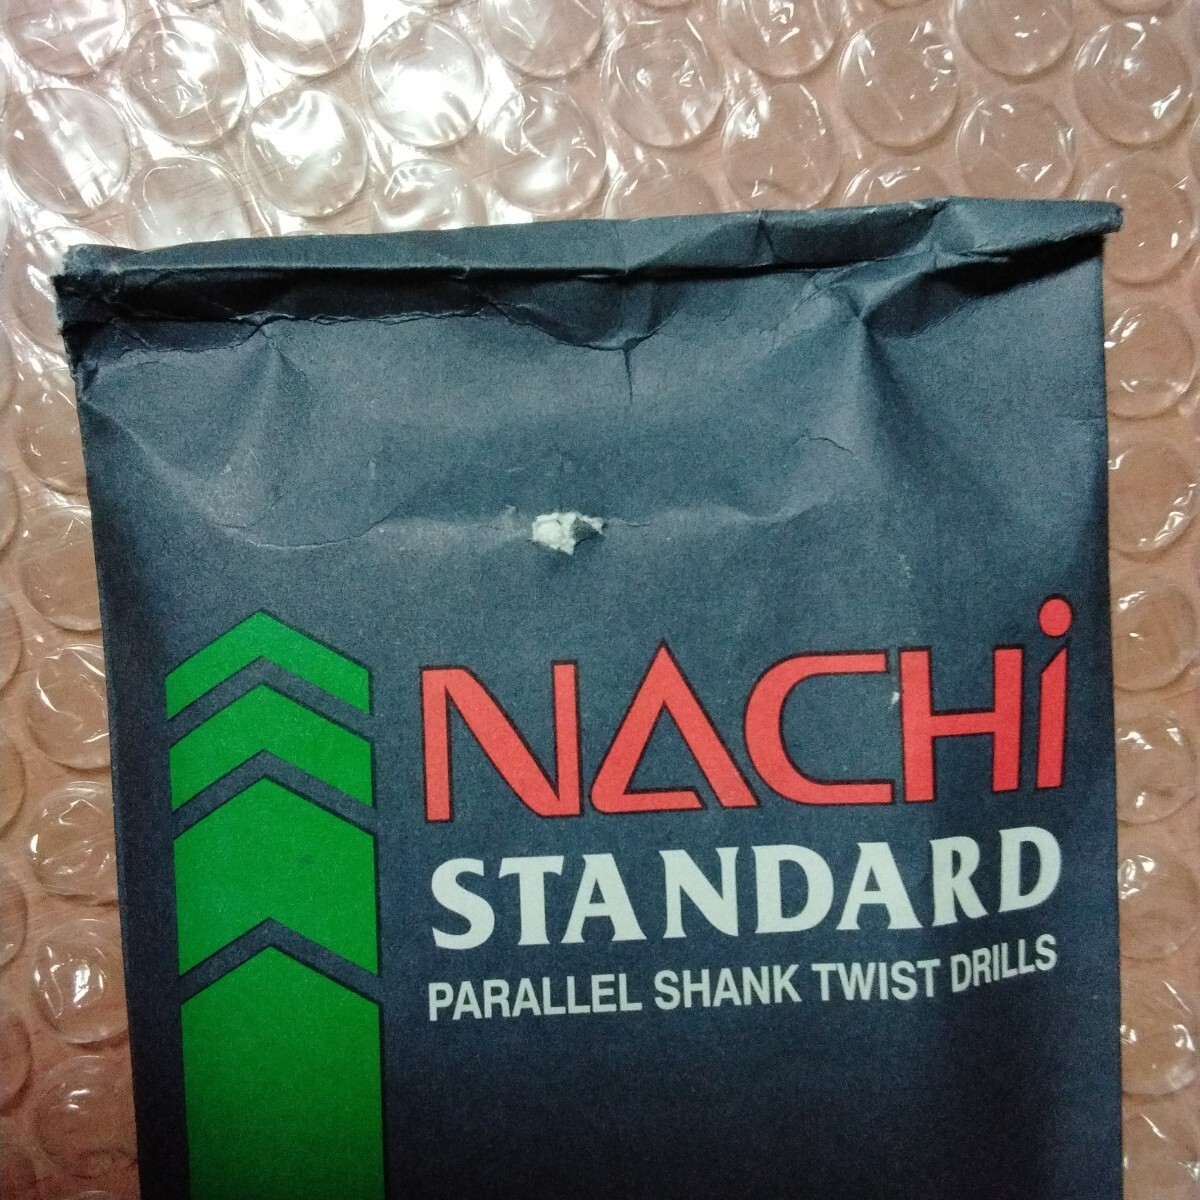 NACHi
STANDARD
PARALLEL SHANK TWIST DRILLS